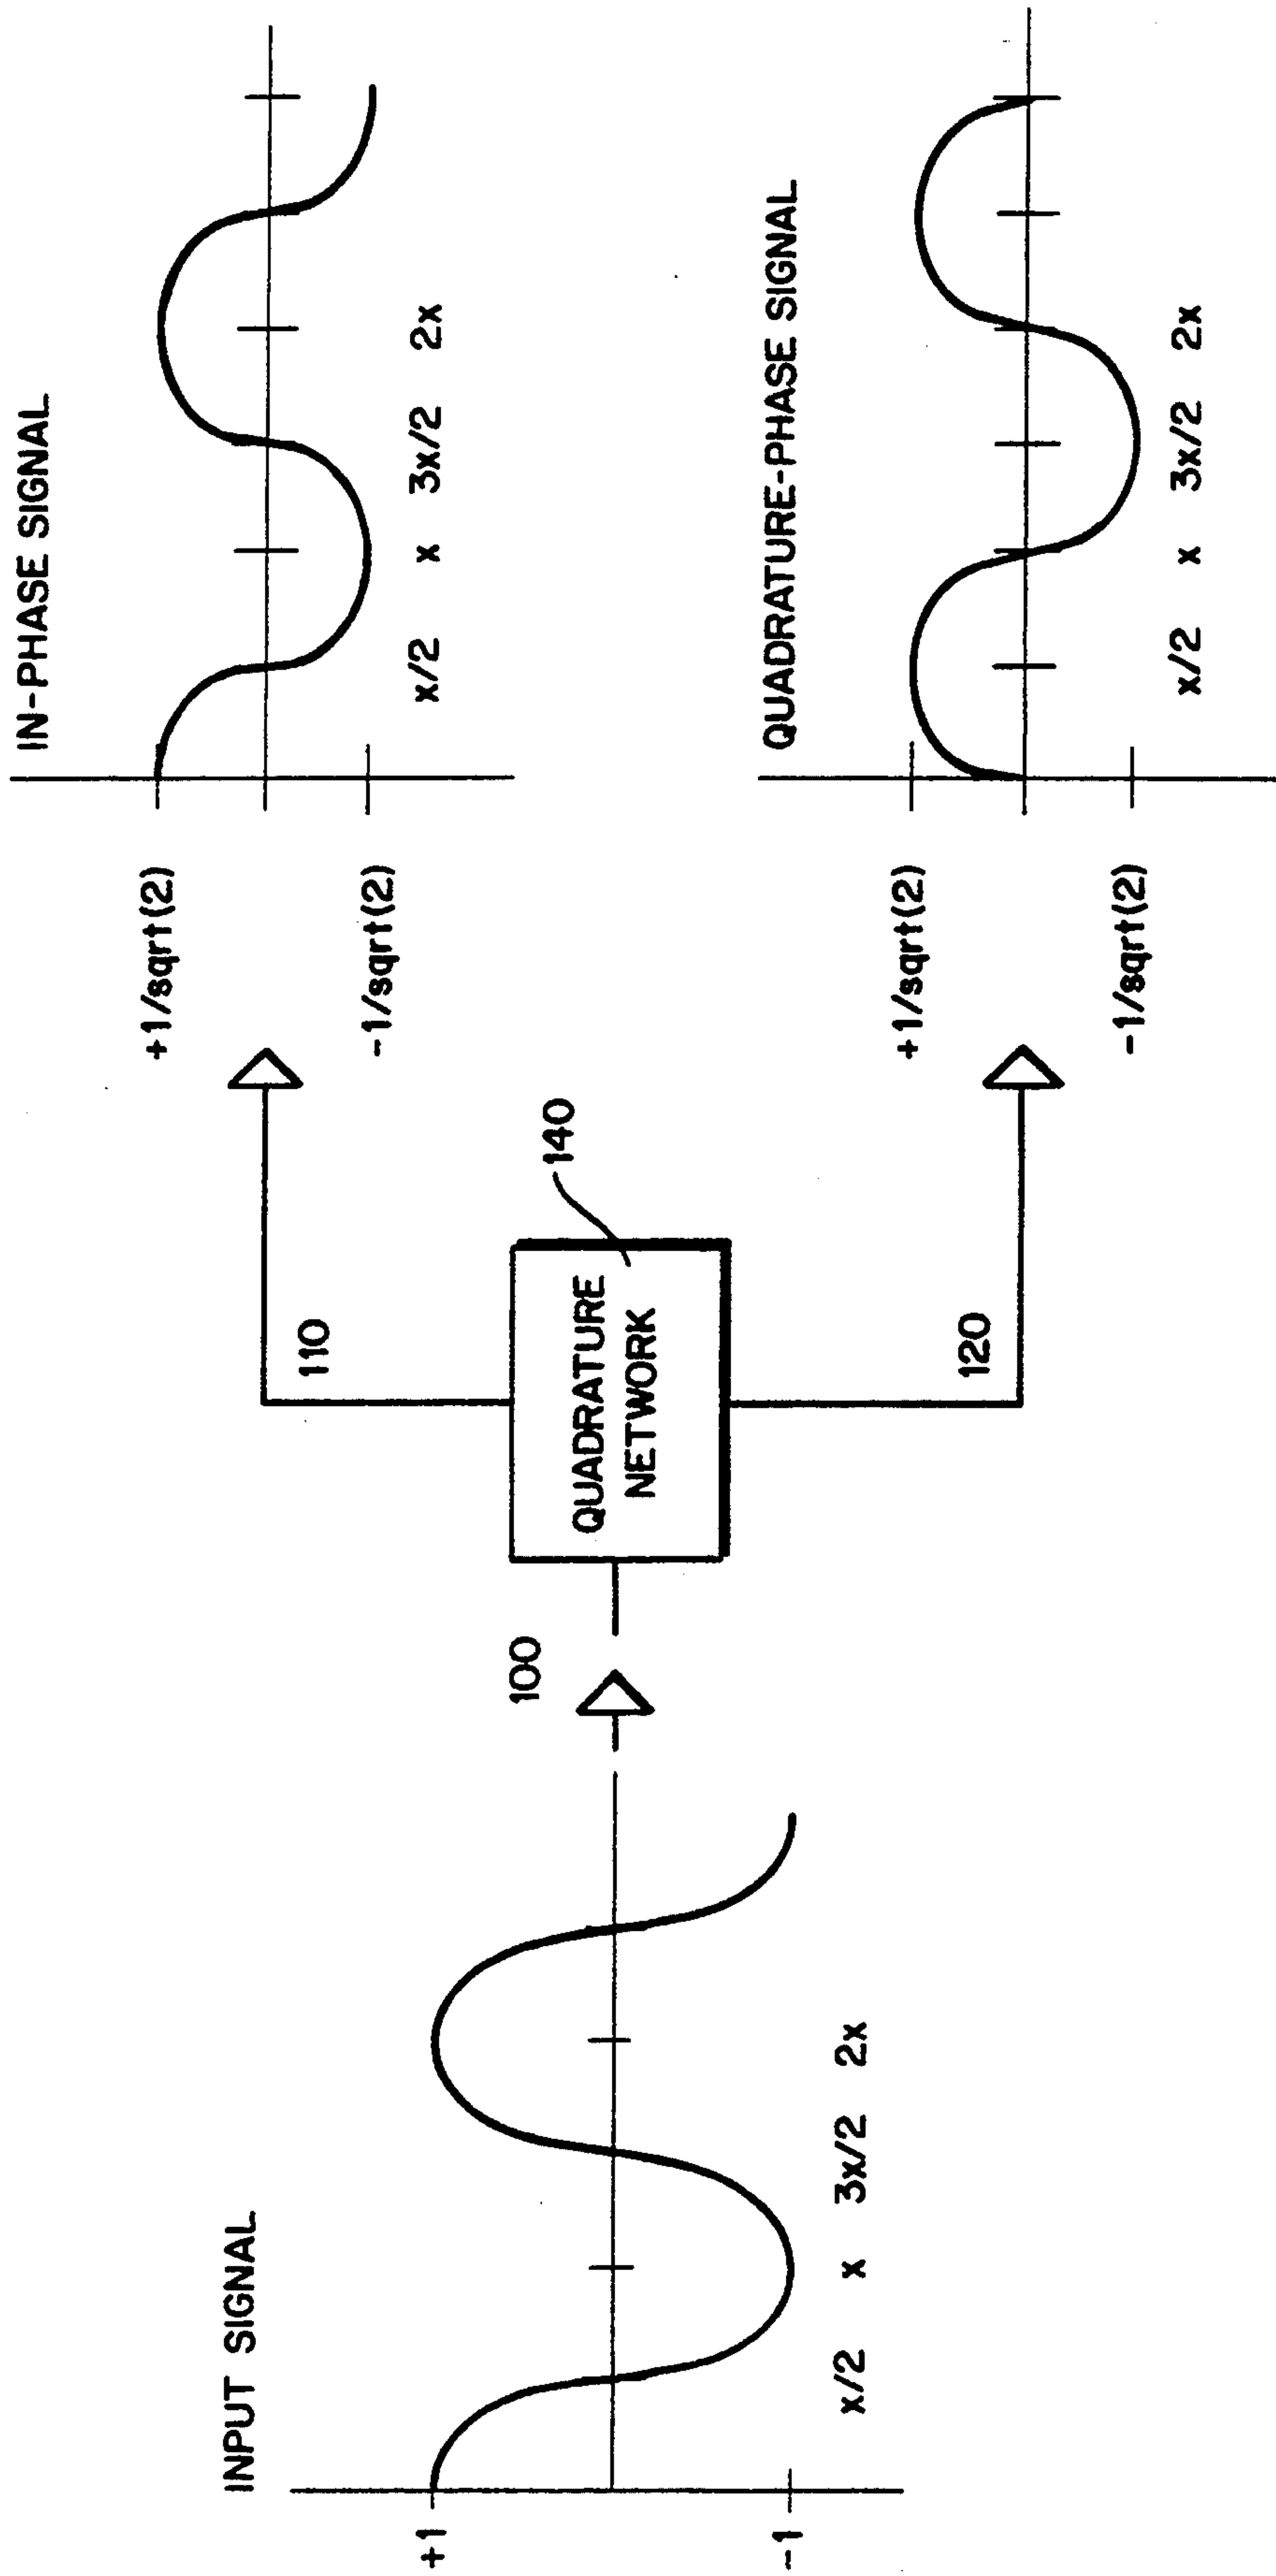 INPUT SIGNAL
+1
-1
x/2 x 3x/2 2x
100
QUADRATURE
NETWORK
140
110
120
IN-PHASE SIGNAL
+1/sqrt(2)
-1/sqrt(2)
x/2 x 3x/2 2x
QUADRATURE-PHASE SIGNAL
+1/sqrt(2)
-1/sqrt(2)
x/2 x 3x/2 2x